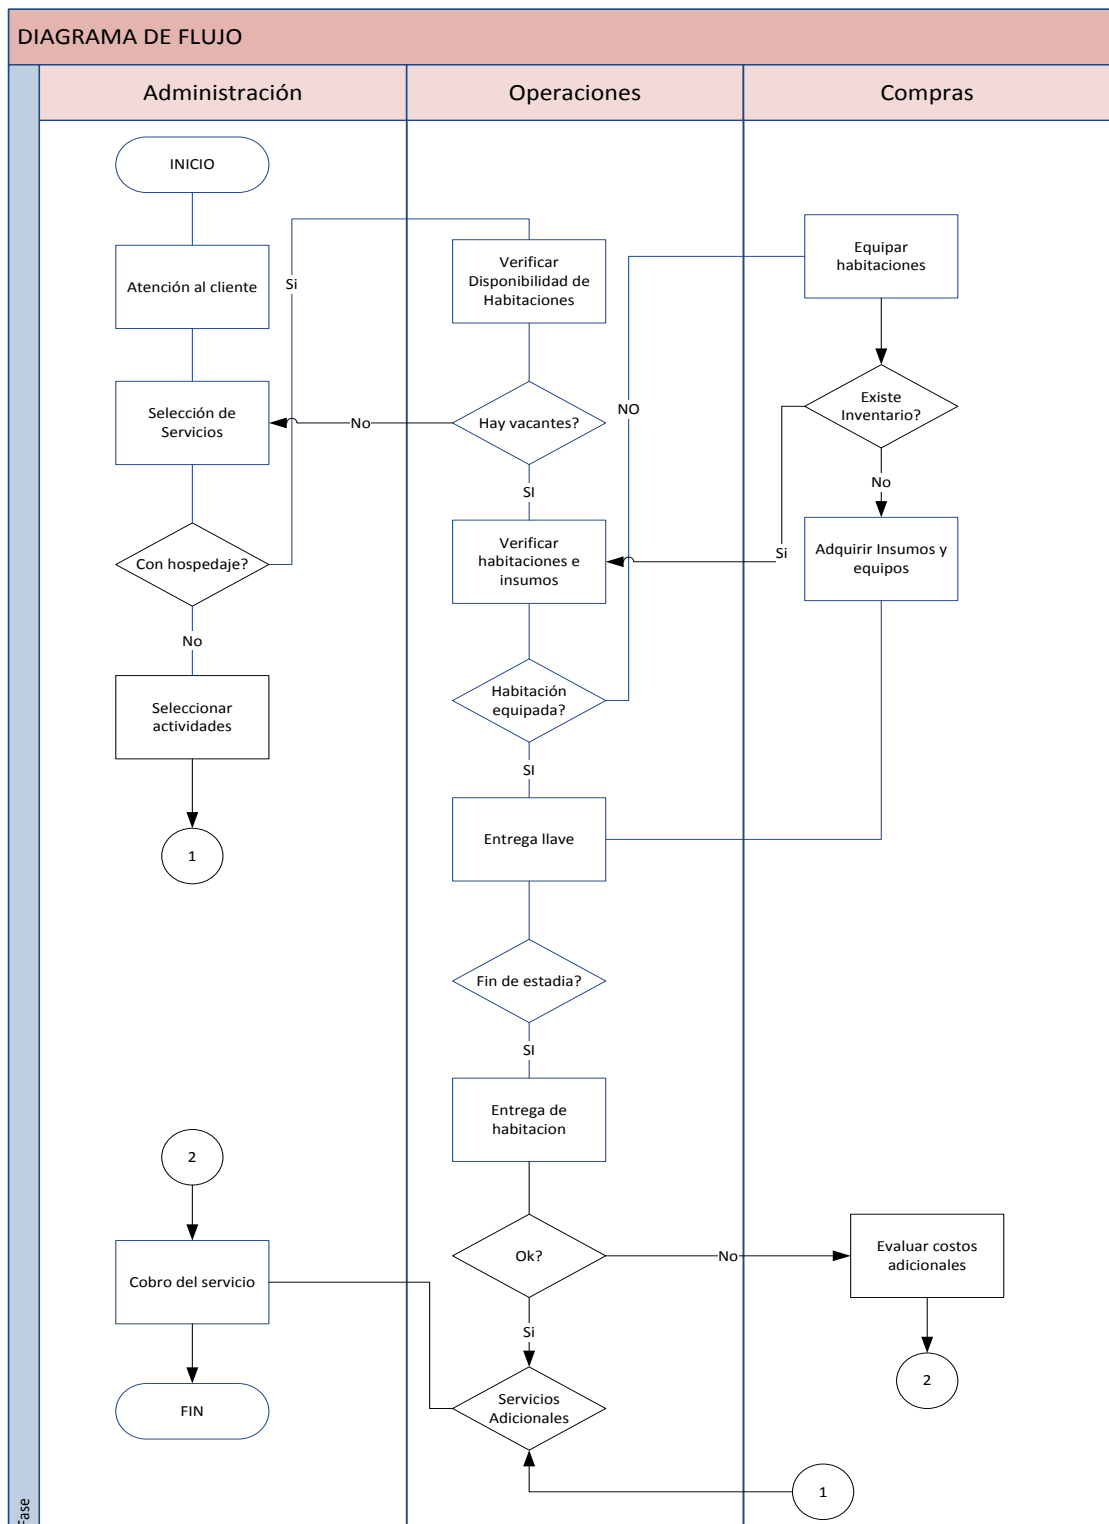 DIAGRAMA DE FLUJO
Administración
Operaciones
Compras
INICIO
Atención al cliente
Si
Verificar
Disponibilidad de
Habitaciones
Equipar
habitaciones
Selección de
Servicios
No
Hay vacantes?
NO
Existe
Inventario?
SI
No
Con hospedaje?
Verificar
habitaciones e
insumos
Si
Adquirir Insumos y
equipos
No
Seleccionar
actividades
Habitación
equipada?
SI
1
Entrega llave
Fin de estadia?
SI
Entrega de
habitacion
2
Cobro del servicio
Ok?
No
Evaluar costos
adicionales
Si
2
FIN
Servicios
Adicionales
1
Fase